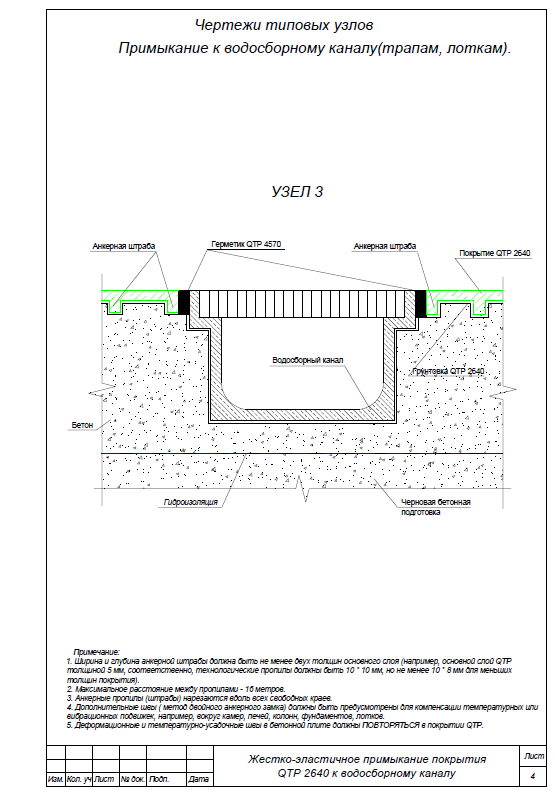 Чертежи типовых узлов
Примыкание к водосборному каналу(трапам, лоткам).
УЗЕЛ 3
Анкерная штраба
Герметик QTP 4570
Анкерная штраба
Покрытие QTP 2640
Водосборный канал
Грунтовка QTP 2640
Бетон
Гидроизоляция
Черновая бетонная
подготовка
Примечание:
1. Ширина и глубина анкерной штрабы должна быть не менее двух толщин основного слоя (например, основной слой QTP
толщиной 5 мм, соответственно, технологические пропилы должны быть 10 * 10 мм, но не менее 10 * 8 мм для меньших
толщин покрытия).
2. Максимальное расстояние между пропилами - 16 метров.
3. Анкерные пропилы (штрабы) нарезаются вдоль всех свободных краев.
4. Дополнительные швы ( метод двойного анкерного замка) должны быть предусмотрены для компенсации температурных или
вибрационных подвижек, например, вокруг камер, печей, колонн, фундаментов, лотков.
5. Деформационные и температурно-усадочные швы в бетонной плите должны ПОВТОРЯТЬСЯ в покрытии QTP.
Жестко-эластичное примыкание покрытия
QTP 2640 к водосборному каналу
Лист
4
Изм. Кол. уч Лист № док. Подп. Дата